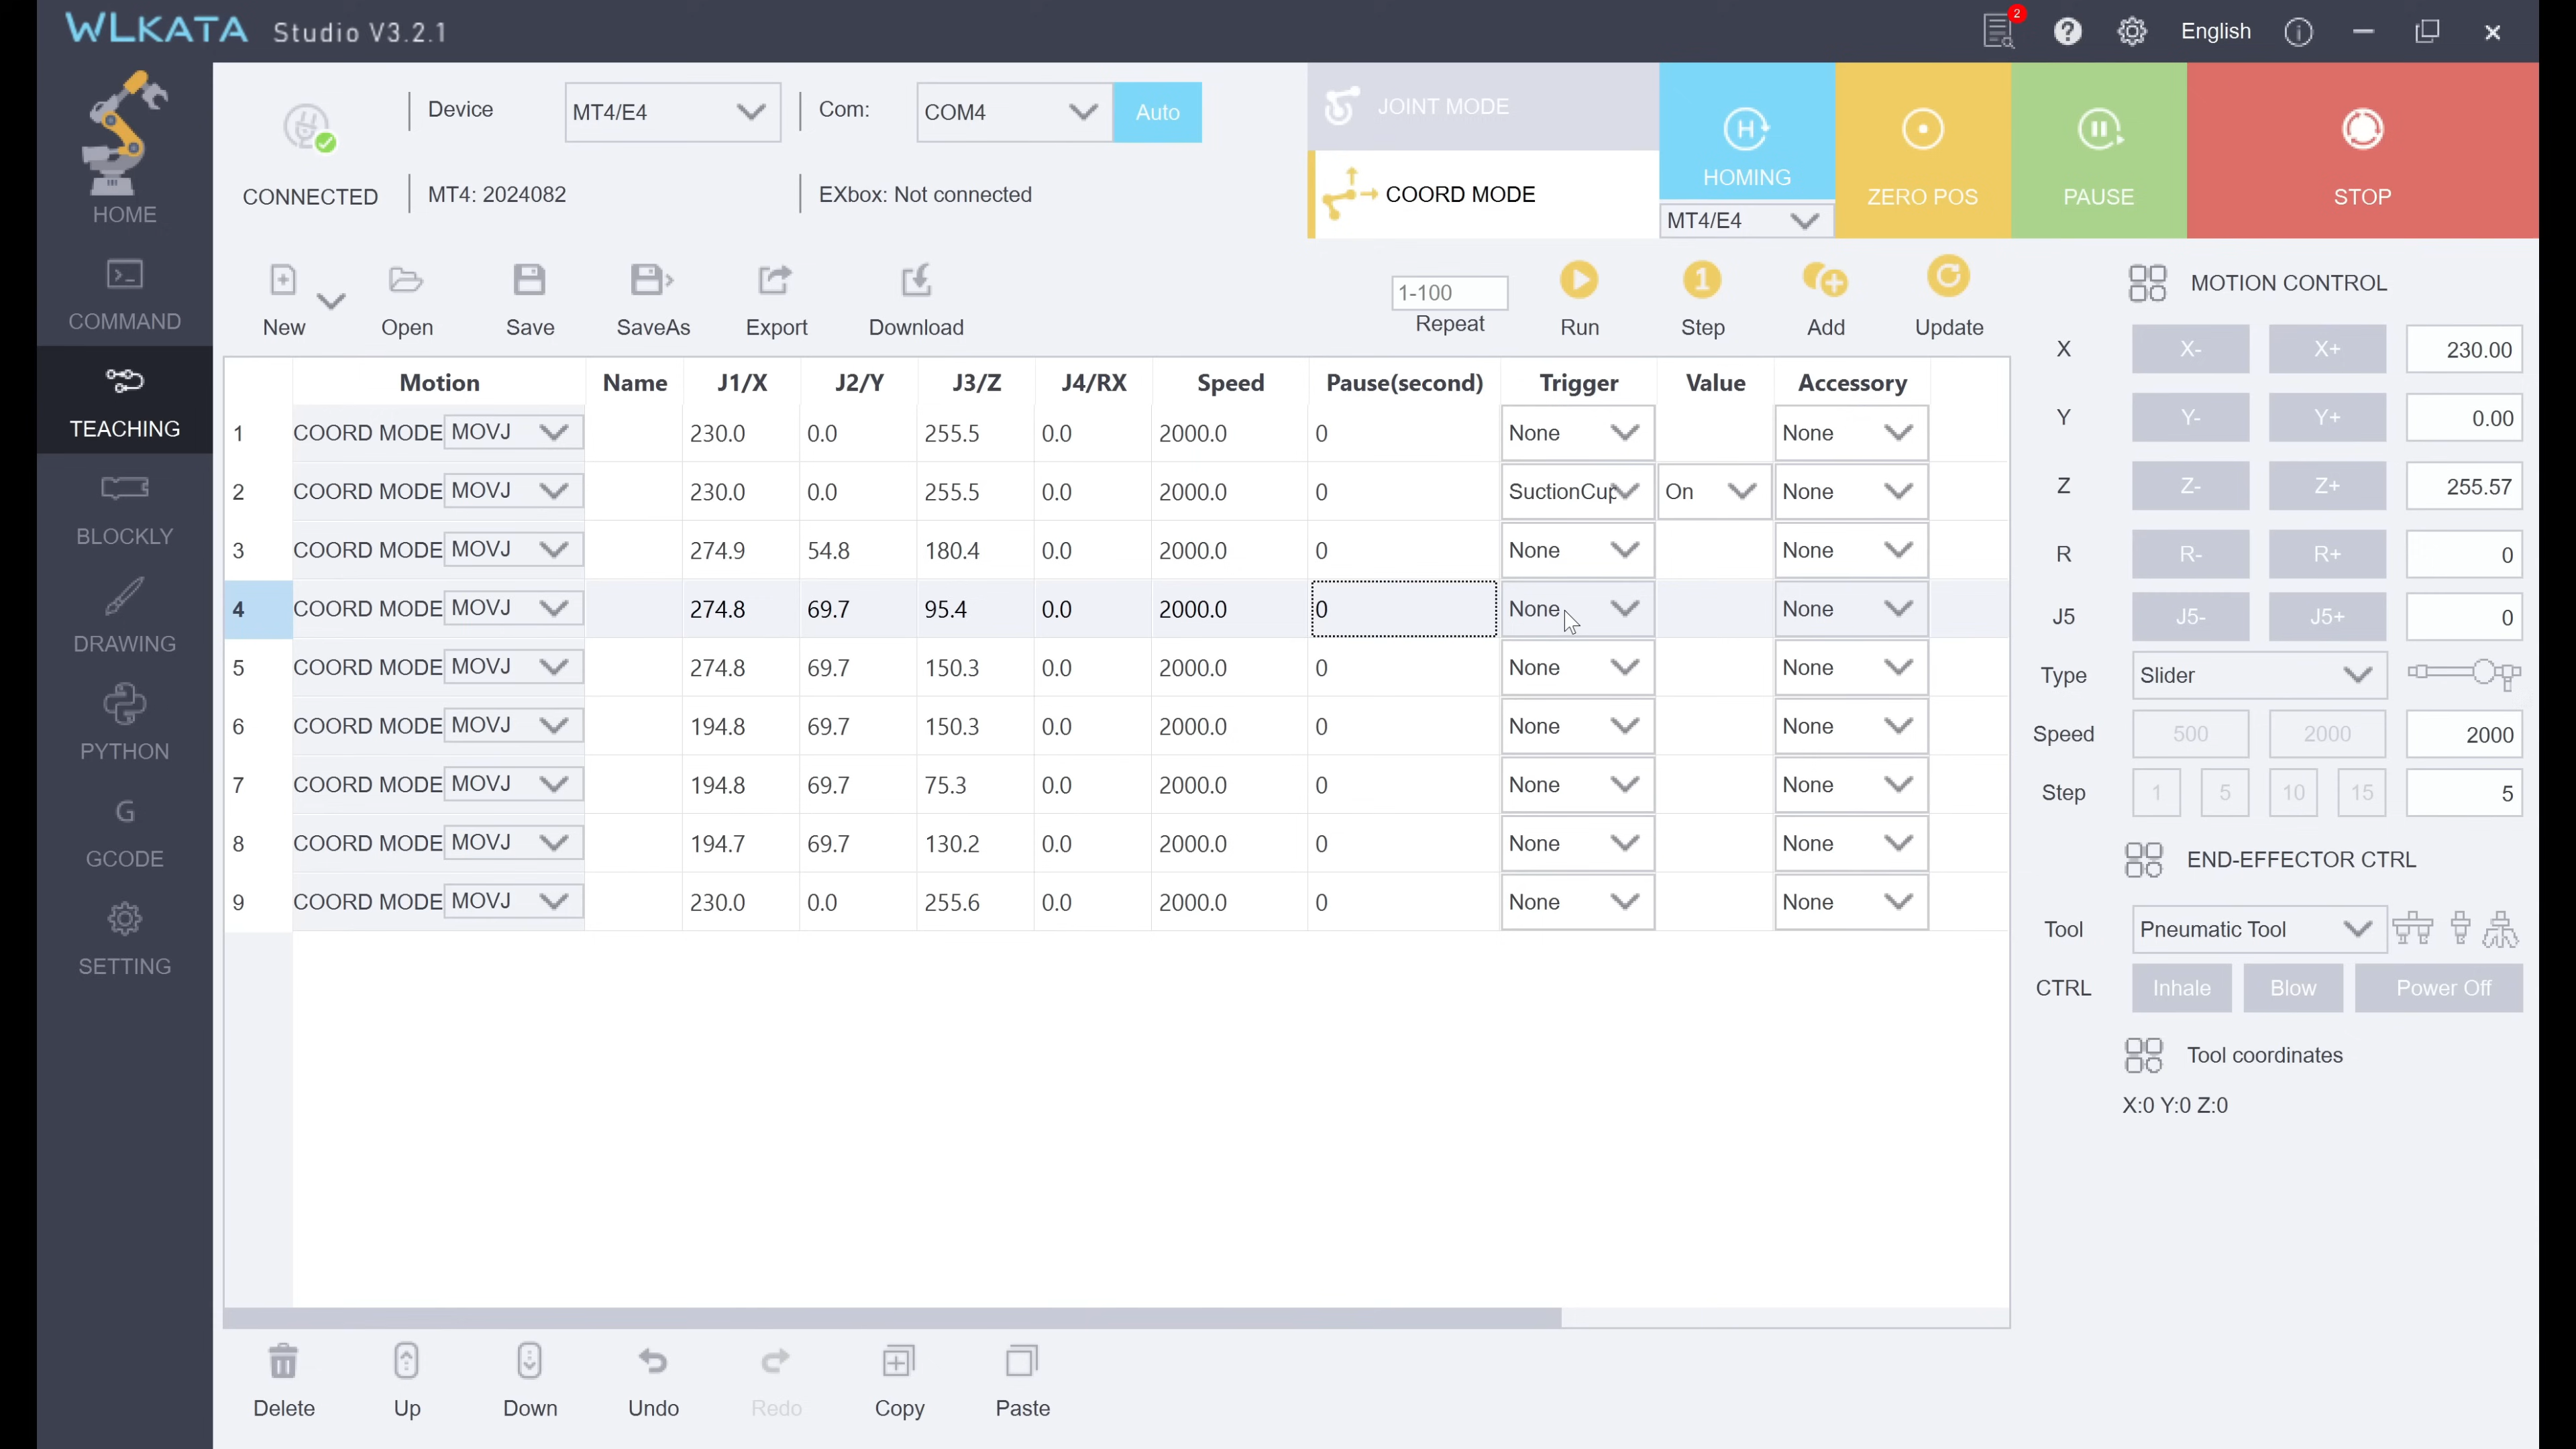 WLKATA Studio V3.2.1
2
English
HOME
COMMAND
TEACHING
BLOCKLY
DRAWING
PYTHON
G
GCODE
SETTING
CONNECTED
Device
MT4/E4
Com:
COM4
Auto
MT4: 2024082
EXbox: Not connected
JOINT MODE
COORD MODE
H
HOMING
MT4/E4
ZERO POS
PAUSE
STOP
New
Open
Save
SaveAs
Export
Download
1-100
Repeat
Run
1
Step
Add
Update
Motion Name J1/X J2/Y J3/Z J4/RX Speed Pause(second) Trigger Value Accessory
1 COORD MODE MOVJ 230.0 0.0 255.5 0.0 2000.0 0 None None
2 COORD MODE MOVJ 230.0 0.0 255.5 0.0 2000.0 0 SuctionCup On None
3 COORD MODE MOVJ 274.9 54.8 180.4 0.0 2000.0 0 None None
4 COORD MODE MOVJ 274.8 69.7 95.4 0.0 2000.0 0 None None
5 COORD MODE MOVJ 274.8 69.7 150.3 0.0 2000.0 0 None None
6 COORD MODE MOVJ 194.8 69.7 150.3 0.0 2000.0 0 None None
7 COORD MODE MOVJ 194.8 69.7 75.3 0.0 2000.0 0 None None
8 COORD MODE MOVJ 194.7 69.7 130.2 0.0 2000.0 0 None None
9 COORD MODE MOVJ 230.0 0.0 255.6 0.0 2000.0 0 None None
Delete
Up
Down
Undo
Redo
Copy
Paste
MOTION CONTROL
X X- X+ 230.00
Y Y- Y+ 0.00
Z Z- Z+ 255.57
R R- R+ 0
J5 J5- J5+ 0
Type Slider
Speed 500 2000 2000
Step 1 5 10 15 5
END-EFFECTOR CTRL
Tool Pneumatic Tool
CTRL Inhale Blow Power Off
Tool coordinates
X:0 Y:0 Z:0